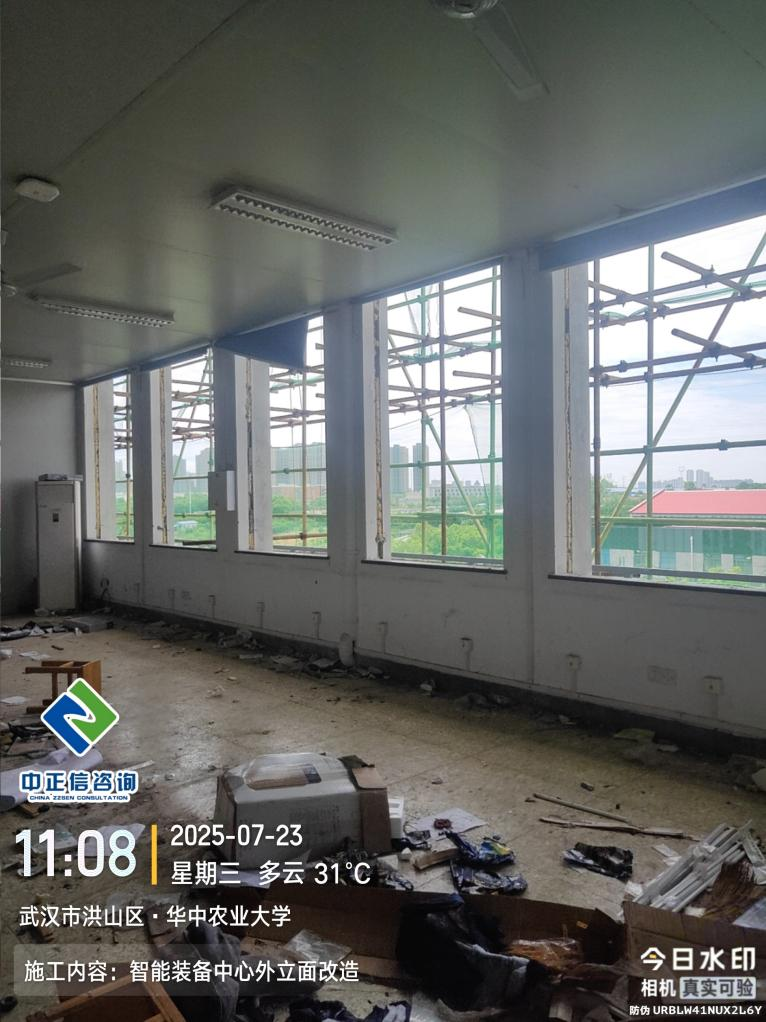 中正信咨询
CHINA ZZSEN CONSULTATION
11:08
2025-07-23
星期三 多云 31℃
武汉市洪山区·华中农业大学
施工内容：智能装备中心外立面改造
今日水印
相机 真实可验
防伪 URBLW41NUX2L6Y